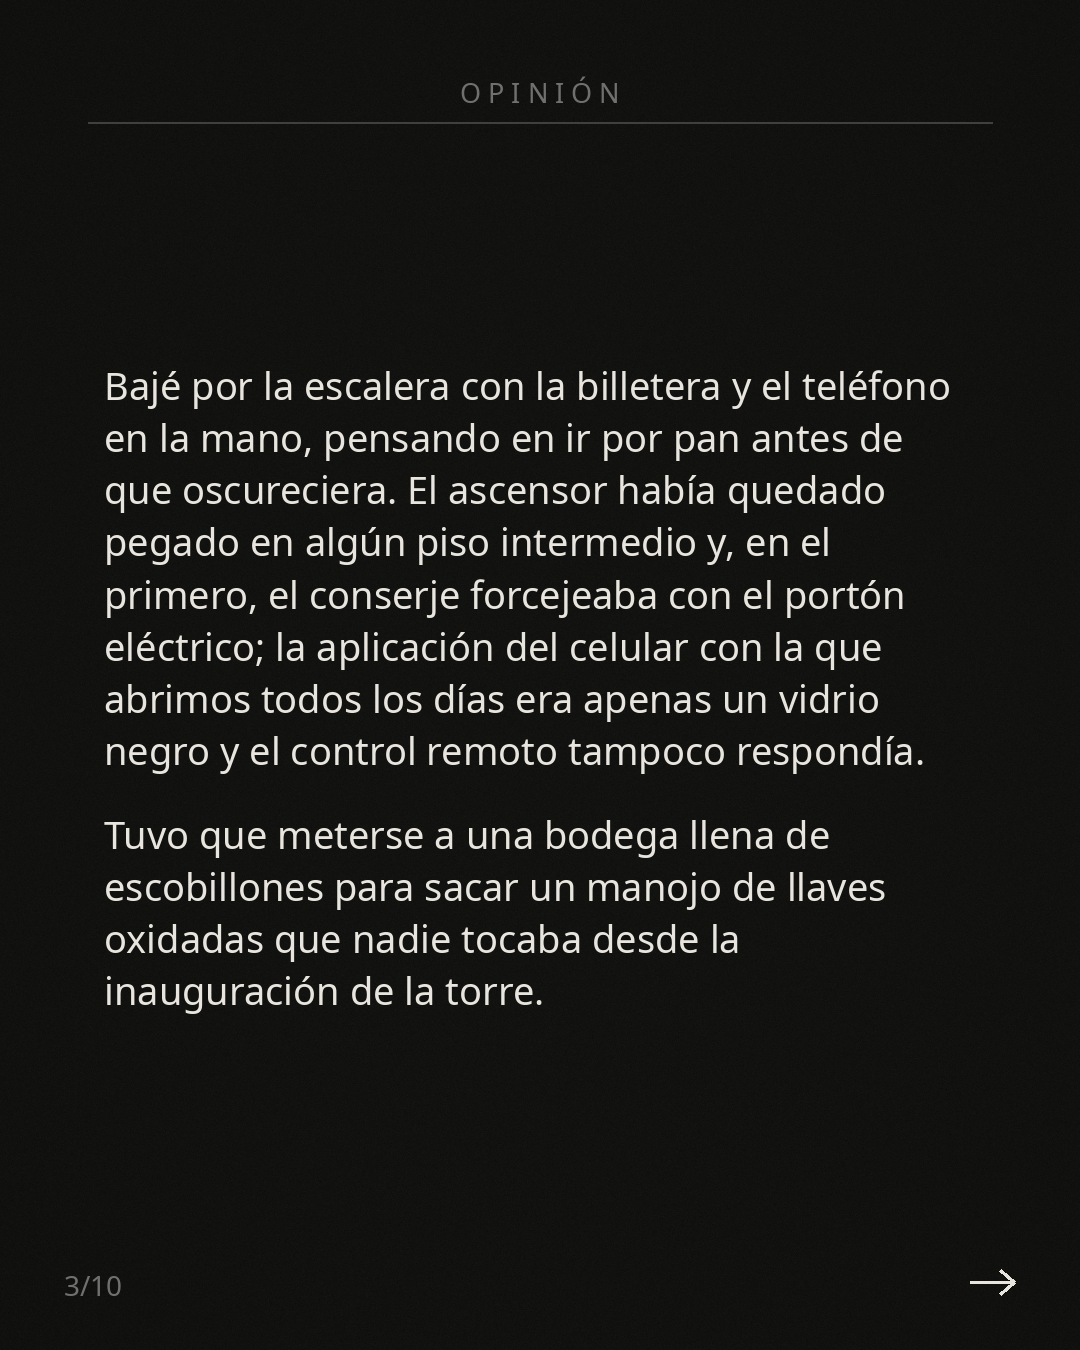 OPINIÓN
Bajé por la escalera con la billetera y el teléfono
en la mano, pensando en ir por pan antes de
que oscureciera. El ascensor había quedado
pegado en algún piso intermedio y, en el
primero, el conserje forcejeaba con el portón
eléctrico; la aplicación del celular con la que
abrimos todos los días era apenas un vidrio
negro y el control remoto tampoco respondía.
Tuvo que meterse a una bodega llena de
escobillones para sacar un manojo de llaves
oxidadas que nadie tocaba desde la
inauguración de la torre.
3/10